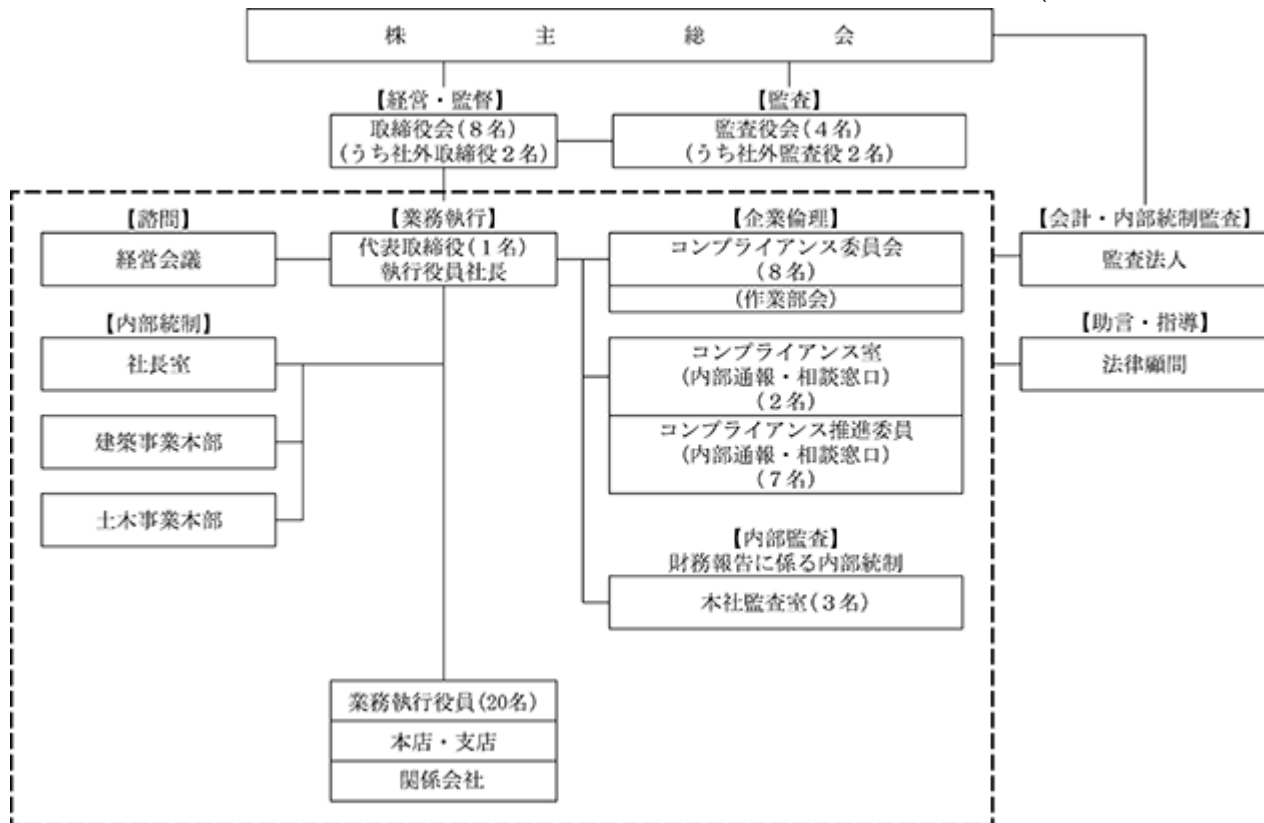 株主総会
【経営・監督】
取締役会(8名)
(うち社外取締役2名)
【監査】
監査役会(4名)
(うち社外監査役2名)
【諮問】
経営会議
【業務執行】
代表取締役(1名)
執行役員社長
【企業倫理】
コンプライアンス委員会
(8名)
(作業部会)
【会計・内部統制監査】
監査法人
【内部統制】
社長室
建築事業本部
土木事業本部
コンプライアンス室
(内部通報・相談窓口)
(2名)
コンプライアンス推進委員
(内部通報・相談窓口)
(7名)
【助言・指導】
法律顧問
【内部監査】
財務報告に係る内部統制
本社監査室(3名)
業務執行役員(20名)
本店・支店
関係会社